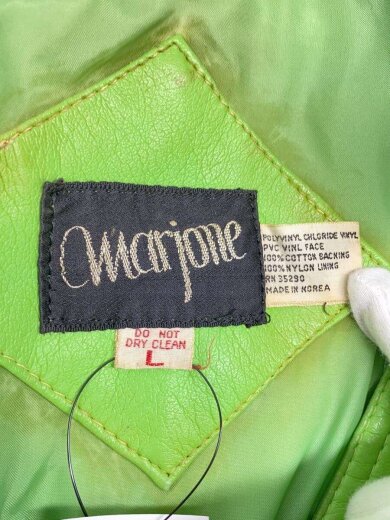 marjone
POLYVINYL CHLORIDE VINYL
PVC VINL FACE
100% COTTON BACKING
100% NYLON LINING
RN 35290
MADE IN KOREA
DO NOT
DRY CLEAN
L